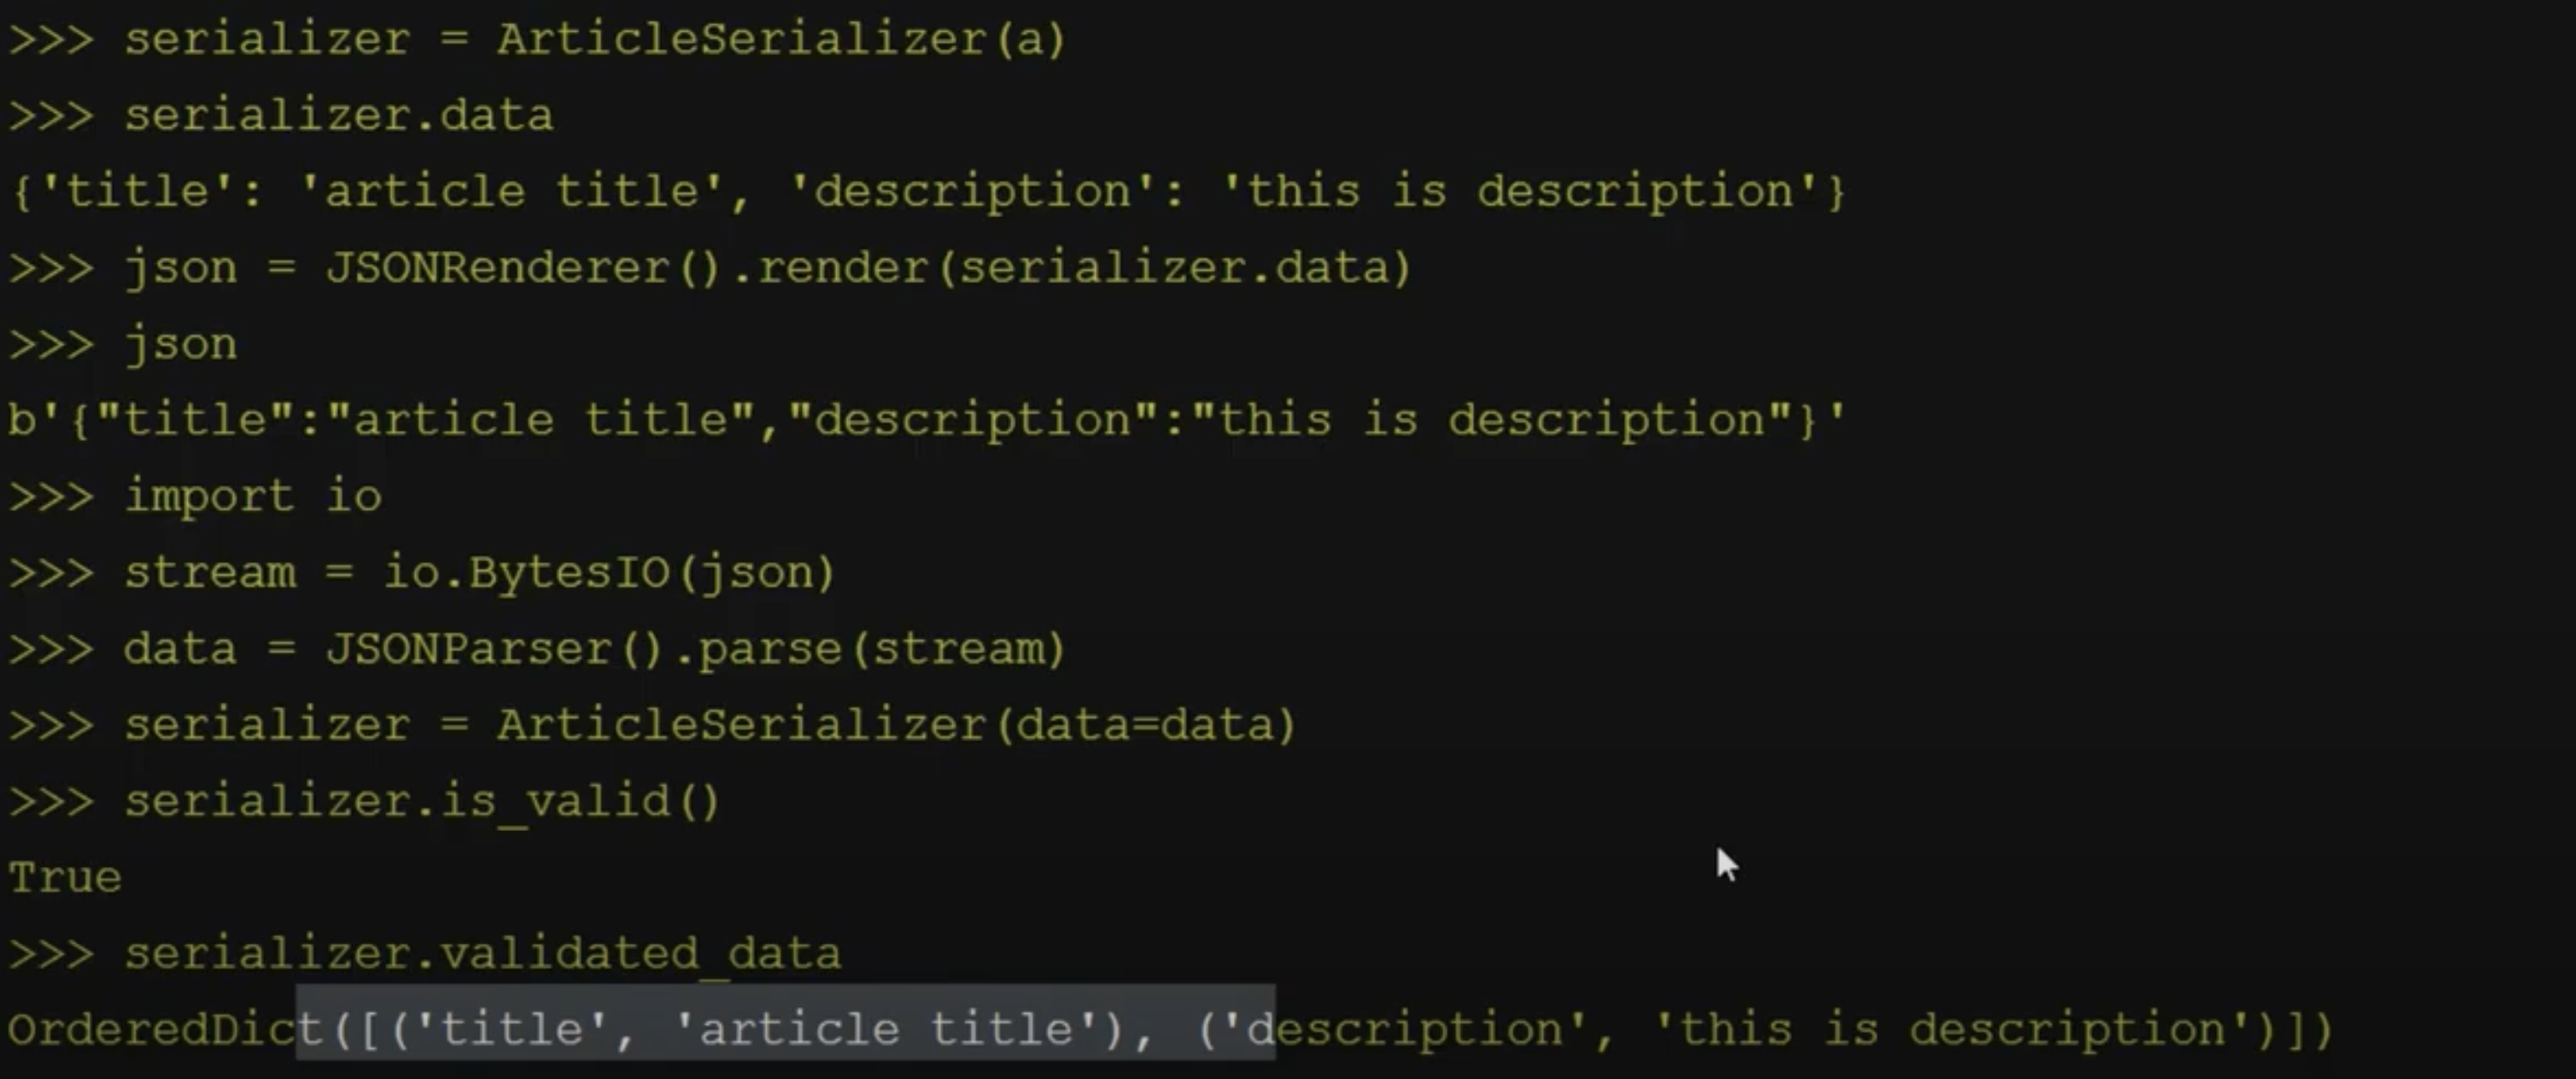 >>> serializer = ArticleSerializer(a)
>>> serializer.data
{'title': 'article title', 'description': 'this is description'}
>>> json = JSONRenderer().render(serializer.data)
>>> json
b'{"title":"article title","description":"this is description"}'
>>> import io
>>> stream = io.BytesIO(json)
>>> data = JSONParser().parse(stream)
>>> serializer = ArticleSerializer(data=data)
>>> serializer.is_valid()
True
>>> serializer.validated_data
OrderedDict([('title', 'article title'), ('description', 'this is description')])